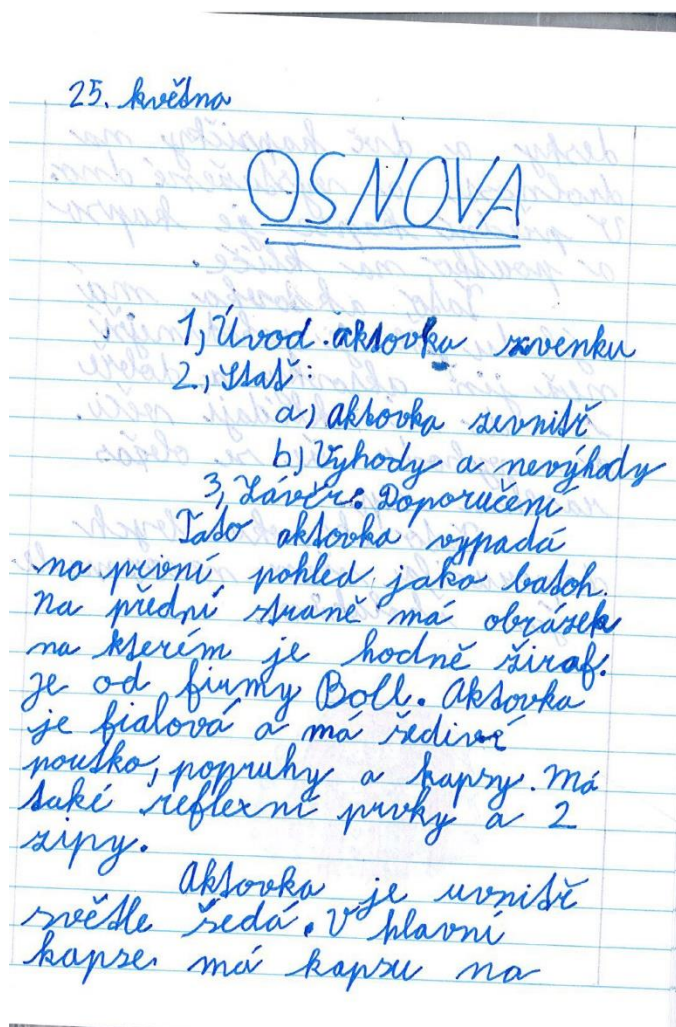 25. května
OSNOVA
1, Úvod: aktovka zvenku
2, Stať:
a) aktovka zevnitř
b) Výhody a nevýhody
3, Závěr: Doporučení
Tato aktovka vypadá
na první pohled jako batoh.
Na přední straně má obrázek
na kterém je hodně žiraf.
Je od firmy Boll. Aktovka
je fialová a má šedivé
poutko, popruhy a kapsy. Má
také reflexní prvky a 2
zipy.
Aktovka je uvnitř
světle šedá. V hlavní
kapse má kapsu na